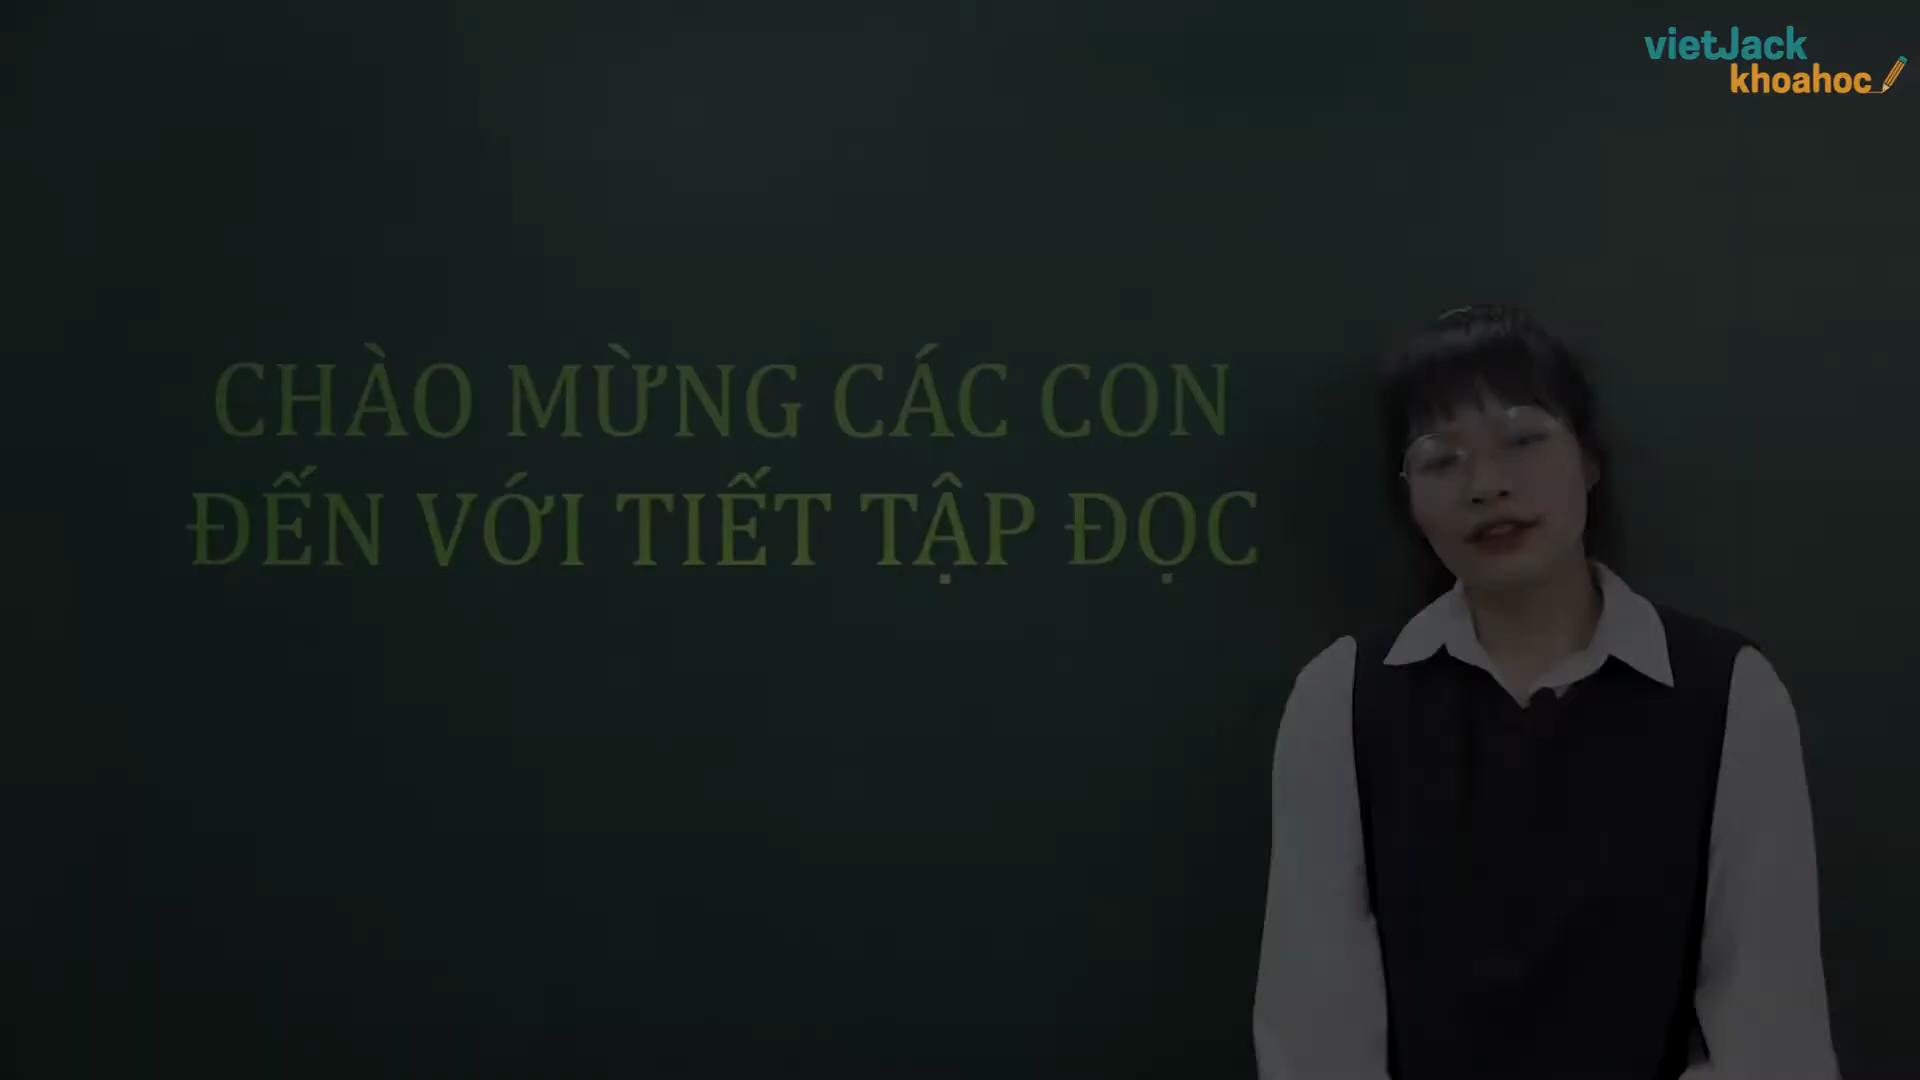 vietJack
khoahoc
CHÀO MỪNG CÁC CON
ĐẾN VỚI TIẾT TẬP ĐỌC